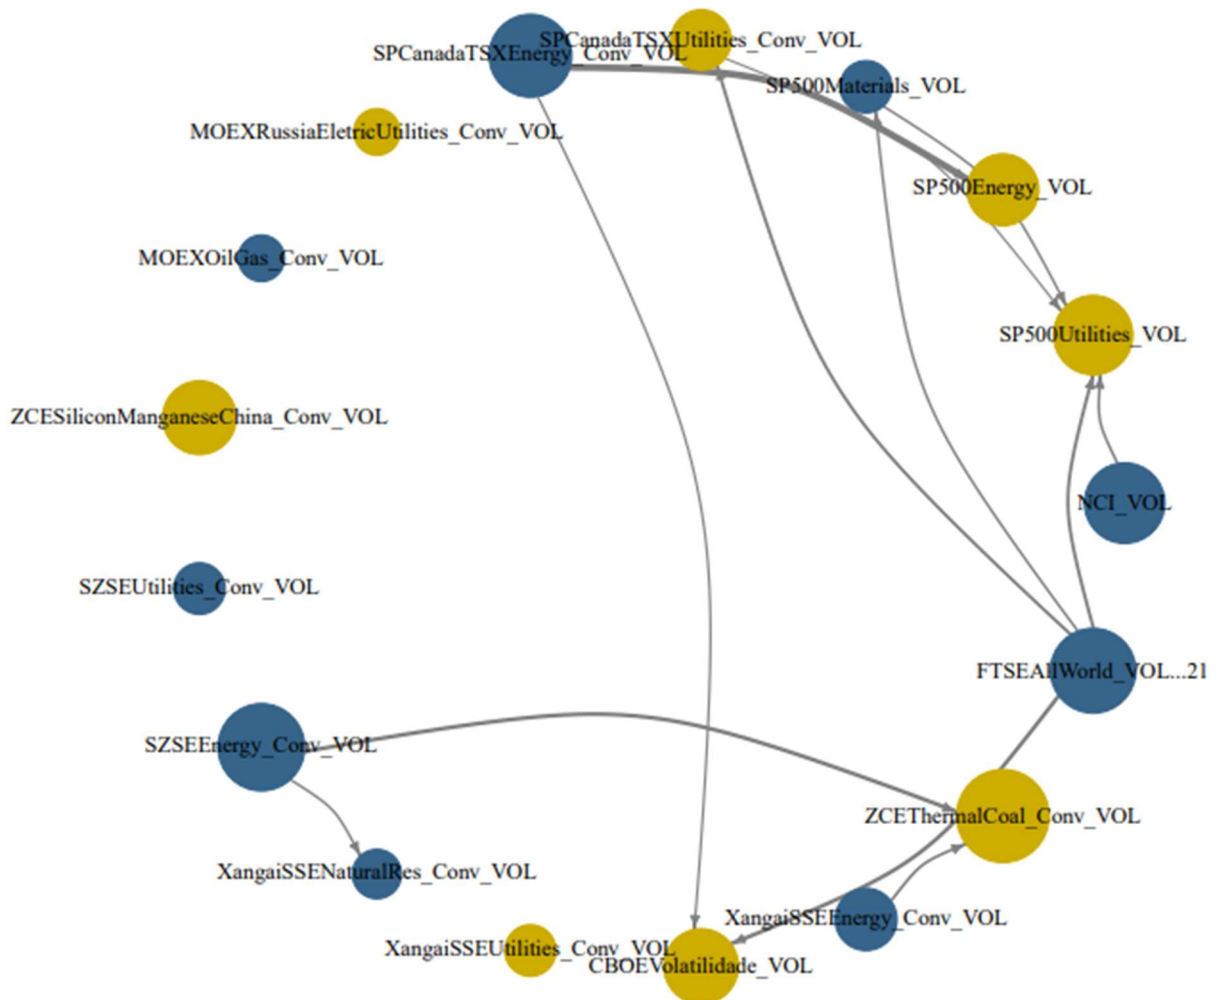 SPCanadaTSXUtilities_Conv_VOL
SPCanadaTSXEnergy_Conv_VOL
SP500Materials_VOL
MOEXRussiaEletricUtilities_Conv_VOL
SP500Energy_VOL
MOEXOilGas_Conv_VOL
SP500Utilities_VOL
ZCESiliconManganeseChina_Conv_VOL
NCI_VOL
SZSEUtilities_Conv_VOL
FTSEAllWorld_VOL...21
SZSEEnergy_Conv_VOL
ZCEThermalCoal_Conv_VOL
XangaiSSENaturalRes_Conv_VOL
XangaiSSEEnergy_Conv_VOL
XangaiSSEUtilities_Conv_VOL
CBOEVolatilidade_VOL